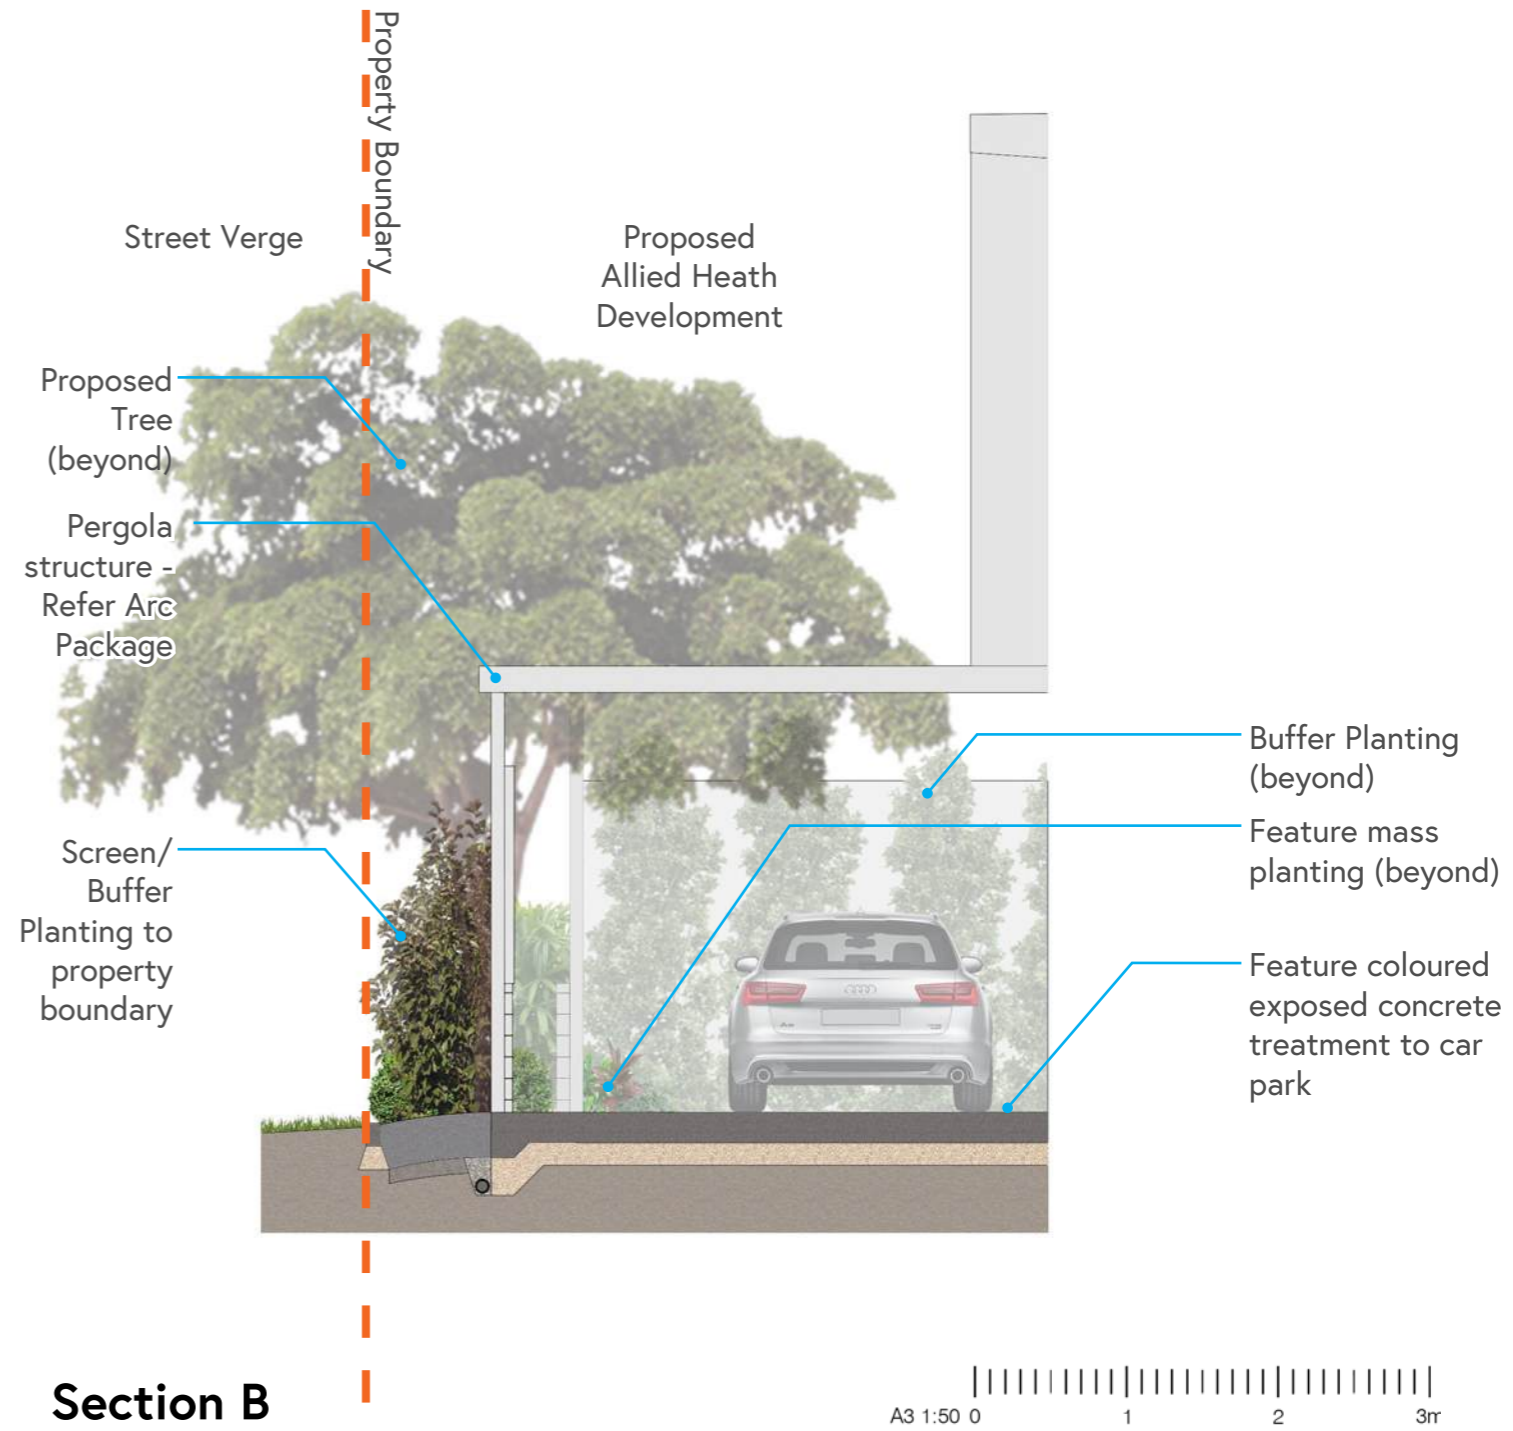 Property Boundary
Street Verge
Proposed
Allied Heath
Development
Proposed
Tree
(beyond)
Pergola
structure -
Refer Arc
Package
Screen/
Buffer
Planting to
property
boundary
Buffer Planting
(beyond)
Feature mass
planting (beyond)
Feature coloured
exposed concrete
treatment to car
park
Section B
A3 1:50 0 1 2 3m